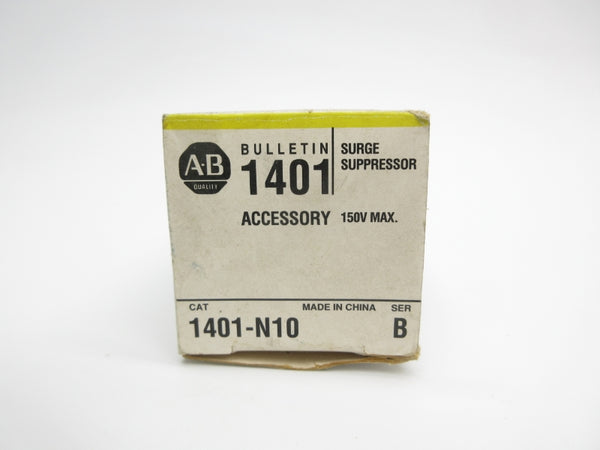 A-B
QUALITY
BULLETIN
1401
SURGE
SUPPRESSOR
ACCESSORY 150V MAX.
CAT MADE IN CHINA SER
1401-N10 B